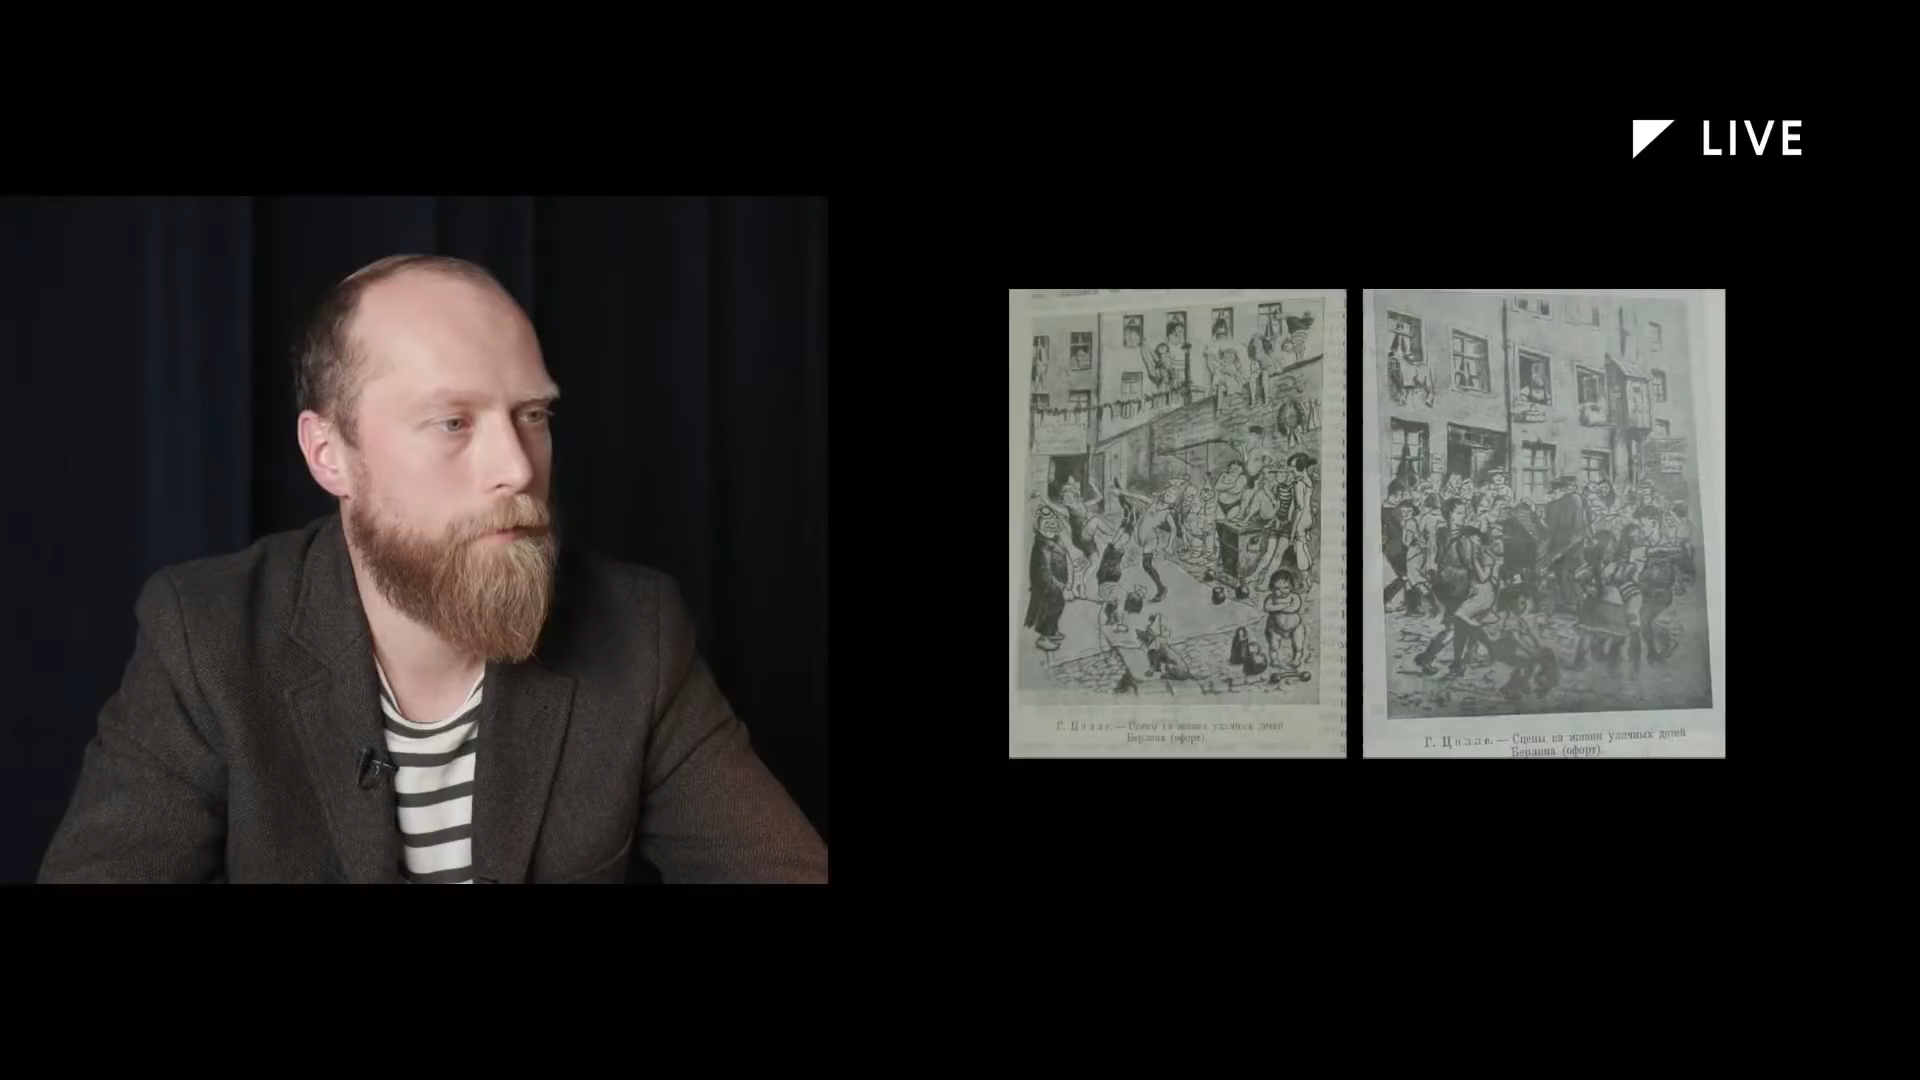 LIVE
Г. Цилле. — Сцены из жизни уличных детей
Берлина (офорт).
Г. Цилле. — Сцены из жизни уличных детей
Берлина (офорт).